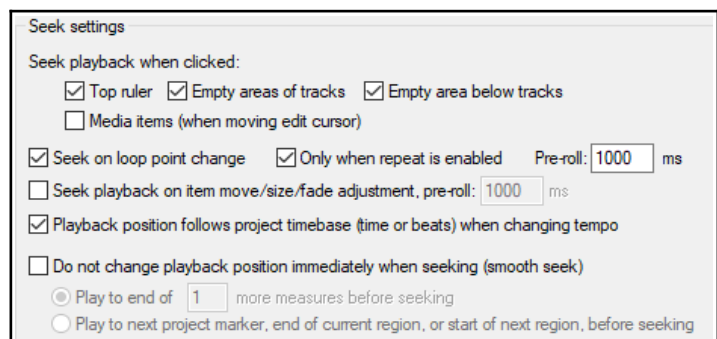 Seek settings
Seek playback when clicked:
Top ruler Empty areas of tracks Empty area below tracks
Media items (when moving edit cursor)
Seek on loop point change Only when repeat is enabled Pre-roll: 1000 ms
Seek playback on item move/size/fade adjustment, pre-roll: 1000 ms
Playback position follows project timebase (time or beats) when changing tempo
Do not change playback position immediately when seeking (smooth seek)
Play to end of 1 more measures before seeking
Play to next project marker, end of current region, or start of next region, before seeking